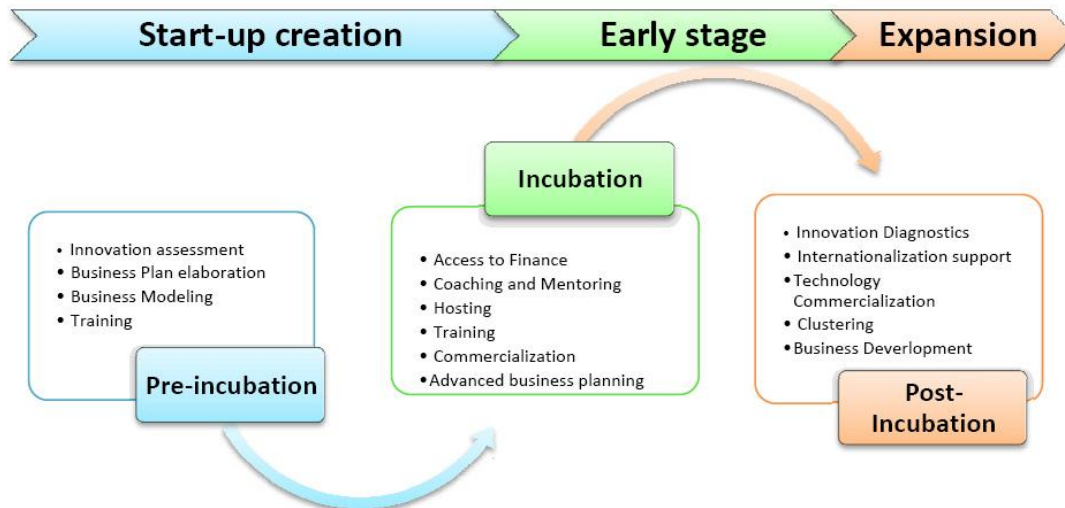 Start-up creation
Early stage
Expansion
• Innovation assessment
• Business Plan elaboration
• Business Modeling
• Training
Pre-incubation
Incubation
• Access to Finance
• Coaching and Mentoring
• Hosting
• Training
• Commercialization
• Advanced business planning
• Innovation Diagnostics
• Internationalization support
• Technology
Commercialization
• Clustering
• Business Deverlopment
Post-
Incubation